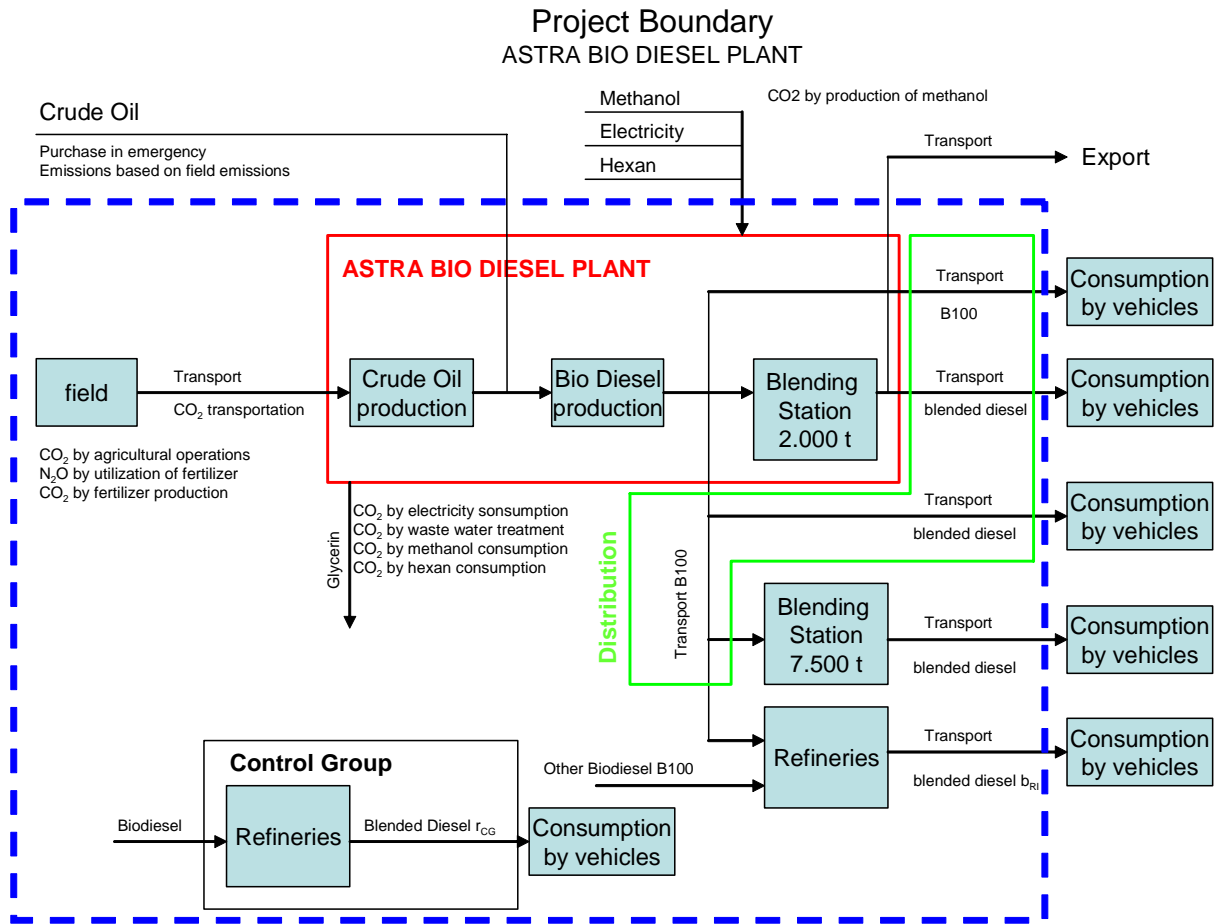 Project Boundary
ASTRA BIO DIESEL PLANT
Crude Oil
Purchase in emergency
Emissions based on field emissions
Methanol
Electricity
Hexan
CO2 by production of methanol
Transport
Export
ASTRA BIO DIESEL PLANT
Transport
B100
Consumption
by vehicles
field
Transport
CO₂ transportation
Crude Oil
production
Bio Diesel
production
Blending
Station
2.000 t
Transport
blended diesel
Consumption
by vehicles
CO₂ by agricultural operations
N₂O by utilization of fertilizer
CO₂ by fertilizer production
Glycerin
CO₂ by electricity sonsumption
CO₂ by waste water treatment
CO₂ by methanol consumption
CO₂ by hexan consumption
Transport
blended diesel
Consumption
by vehicles
Distribution
Transport B100
Blending
Station
7.500 t
Transport
blended diesel
Consumption
by vehicles
Refineries
Transport
blended diesel b_RI
Consumption
by vehicles
Other Biodiesel B100
Control Group
Biodiesel
Refineries
Blended Diesel r_CG
Consumption
by vehicles